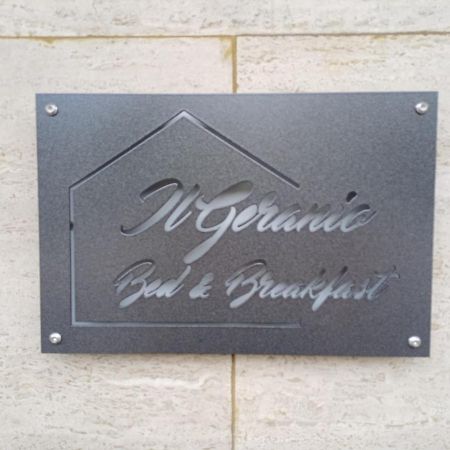 Il Geranio
Bed & Breakfast